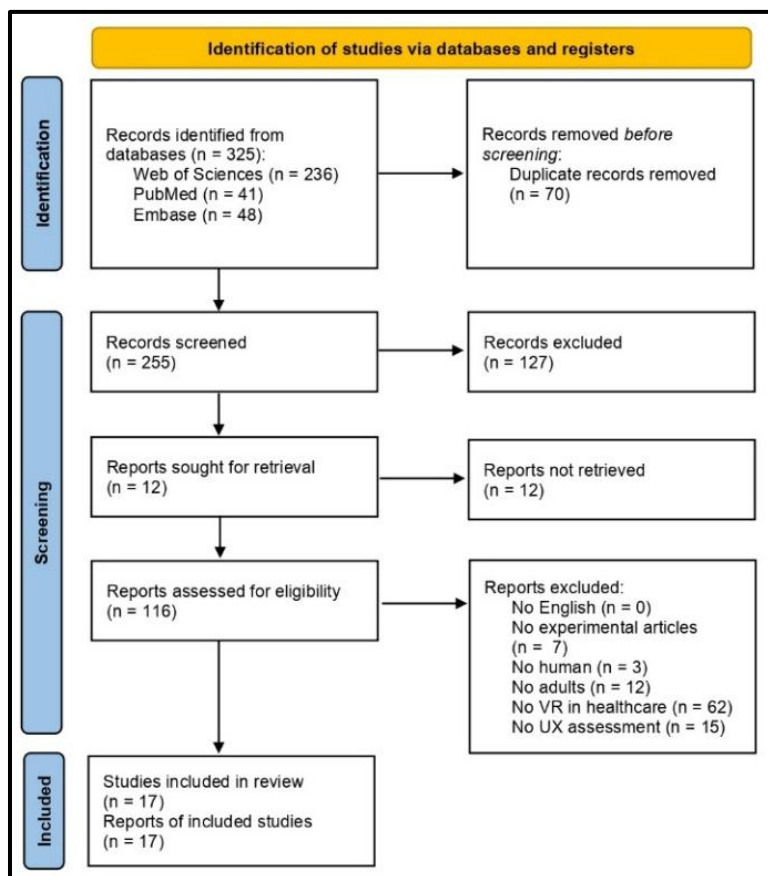 Identification of studies via databases and registers
Identification
Records identified from
databases (n = 325):
Web of Sciences (n = 236)
PubMed (n = 41)
Embase (n = 48)
Records removed before
screening:
Duplicate records removed
(n = 70)
Screening
Records screened
(n = 255)
Records excluded
(n = 127)
Reports sought for retrieval
(n = 12)
Reports not retrieved
(n = 12)
Reports assessed for eligibility
(n = 116)
Reports excluded:
No English (n = 0)
No experimental articles
(n = 7)
No human (n = 3)
No adults (n = 12)
No VR in healthcare (n = 62)
No UX assessment (n = 15)
Included
Studies included in review
(n = 17)
Reports of included studies
(n = 17)